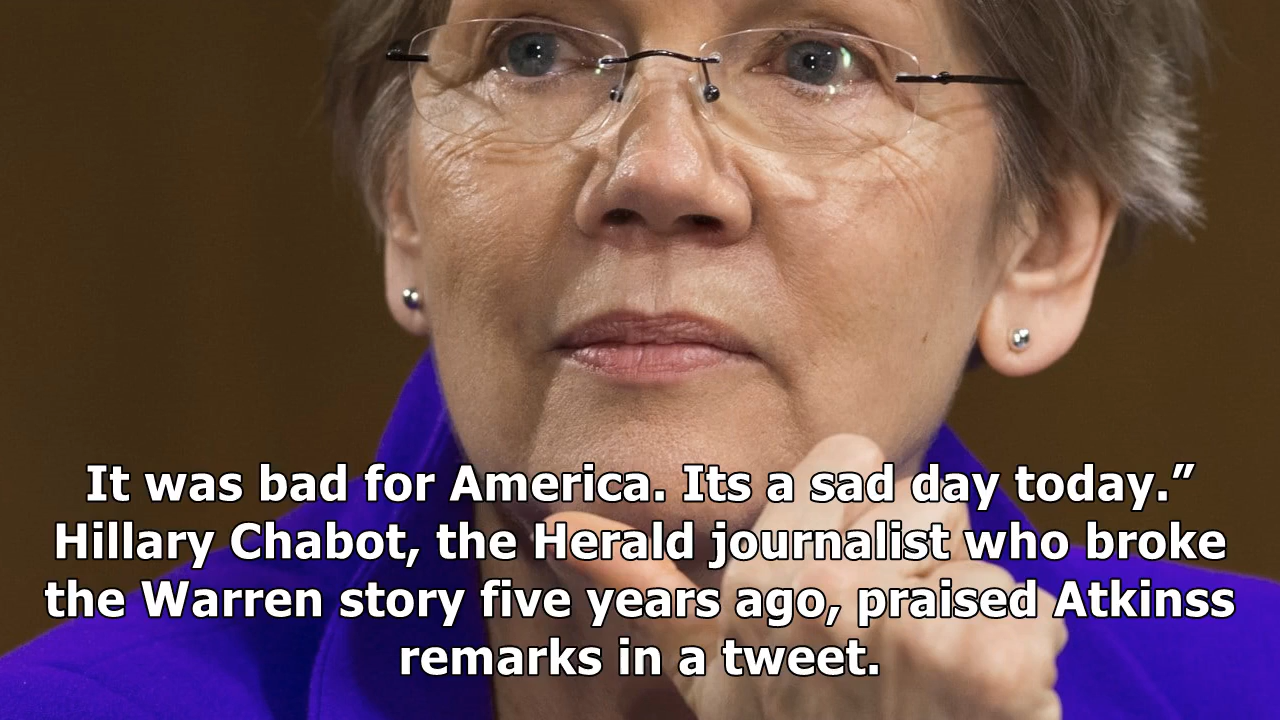 It was bad for America. Its a sad day today.”
Hillary Chabot, the Herald journalist who broke
the Warren story five years ago, praised Atkinss
remarks in a tweet.